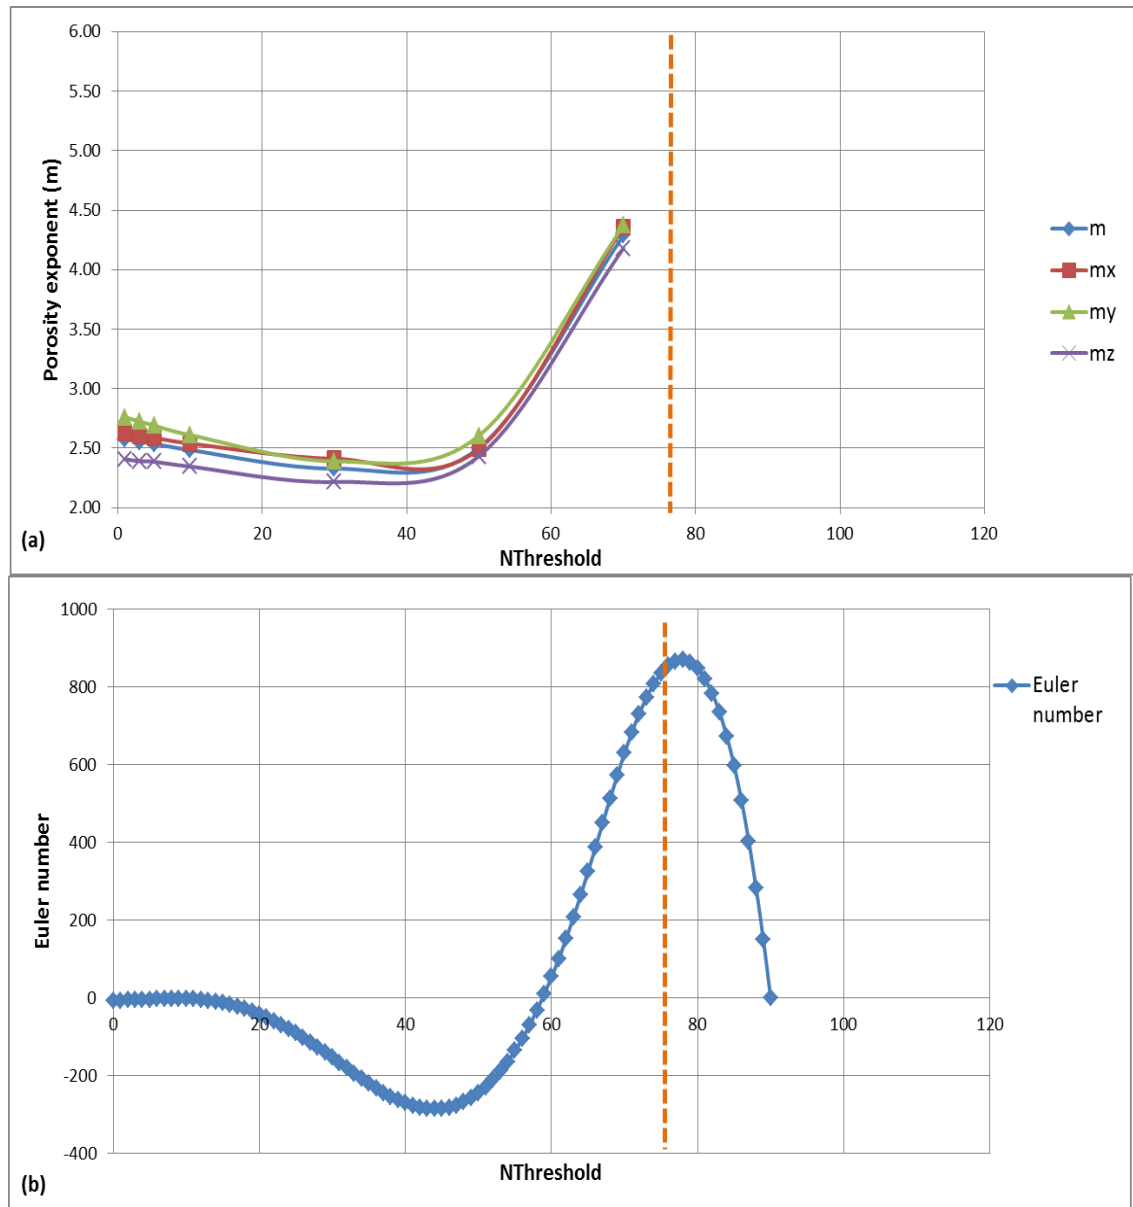 6.00
5.50
5.00
4.50
4.00
3.50
3.00
2.50
2.00
Porosity exponent (m)
0 20 40 60 80 100 120
NThreshold
(a)
m
mx
my
mz
1000
800
600
400
200
0
-200
-400
Euler number
0 20 40 60 80 100 120
NThreshold
(b)
Euler
number